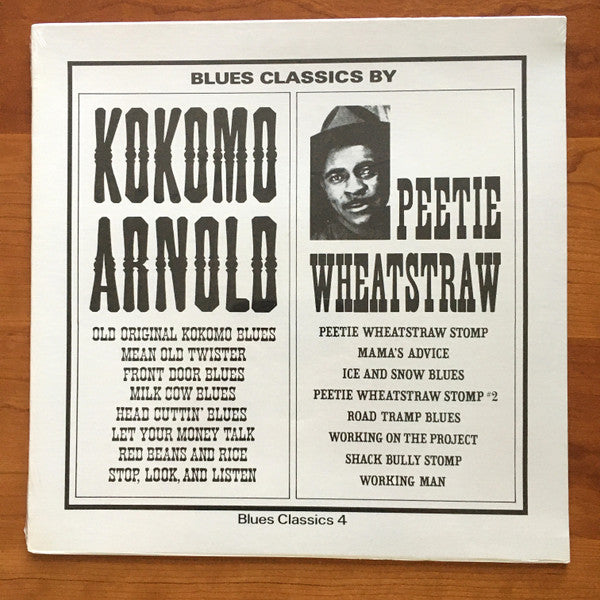 BLUES CLASSICS BY
KOKOMO
ARNOLD
OLD ORIGINAL KOKOMO BLUES
MEAN OLD TWISTER
FRONT DOOR BLUES
MILK COW BLUES
HEAD CUTTIN' BLUES
LET YOUR MONEY TALK
RED BEANS AND RICE
STOP, LOOK, AND LISTEN
PEETIE
WHEATSTRAW
PEETIE WHEATSTRAW STOMP
MAMA'S ADVICE
ICE AND SNOW BLUES
PEETIE WHEATSTRAW STOMP #2
ROAD TRAMP BLUES
WORKING ON THE PROJECT
SHACK BULLY STOMP
WORKING MAN
Blues Classics 4